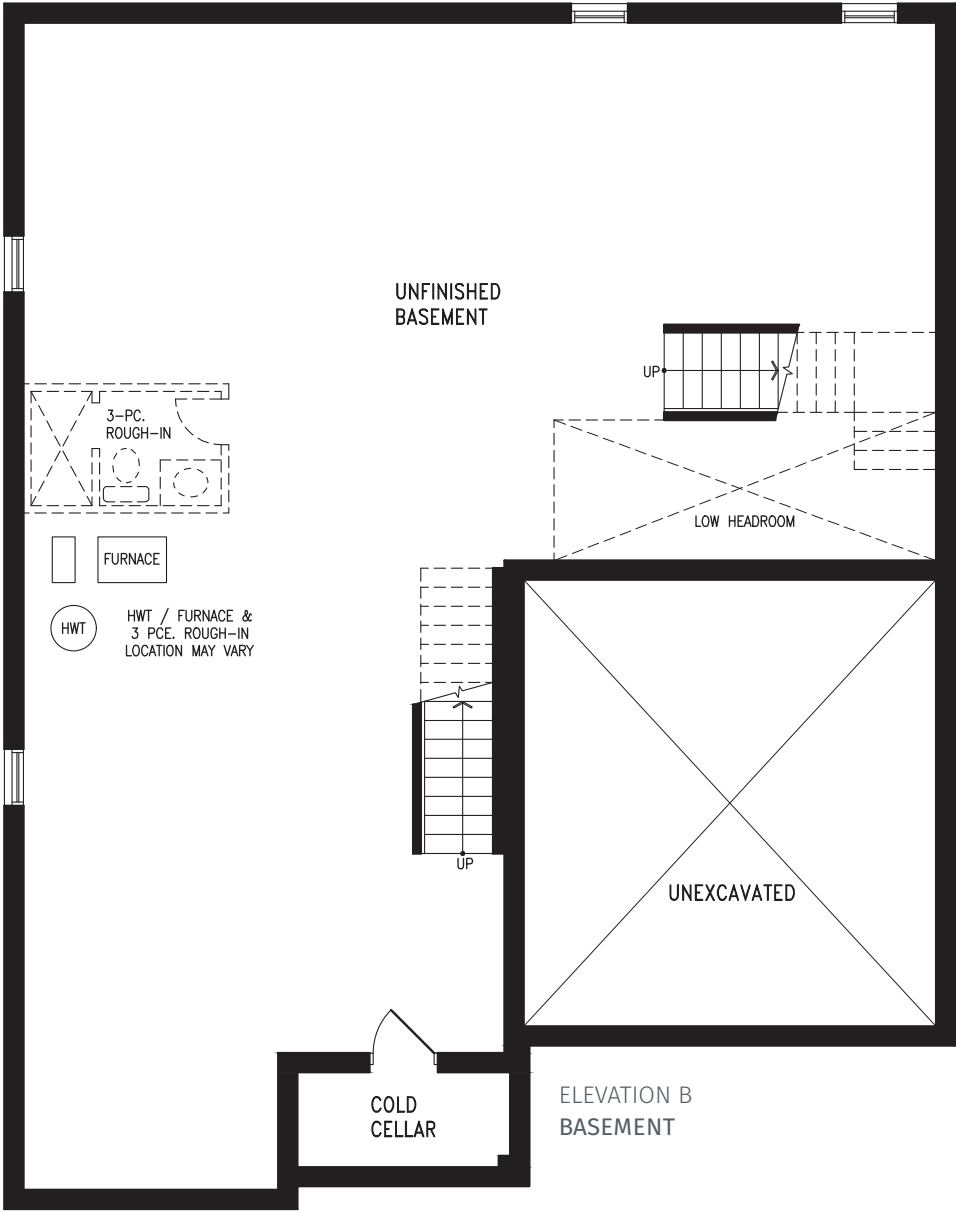 UNFINISHED
BASEMENT
UP
3-PC.
ROUGH-IN
LOW HEADROOM
FURNACE
HWT
HWT / FURNACE &
3 PCE. ROUGH-IN
LOCATION MAY VARY
UP
UNEXCAVATED
COLD
CELLAR
ELEVATION B
BASEMENT